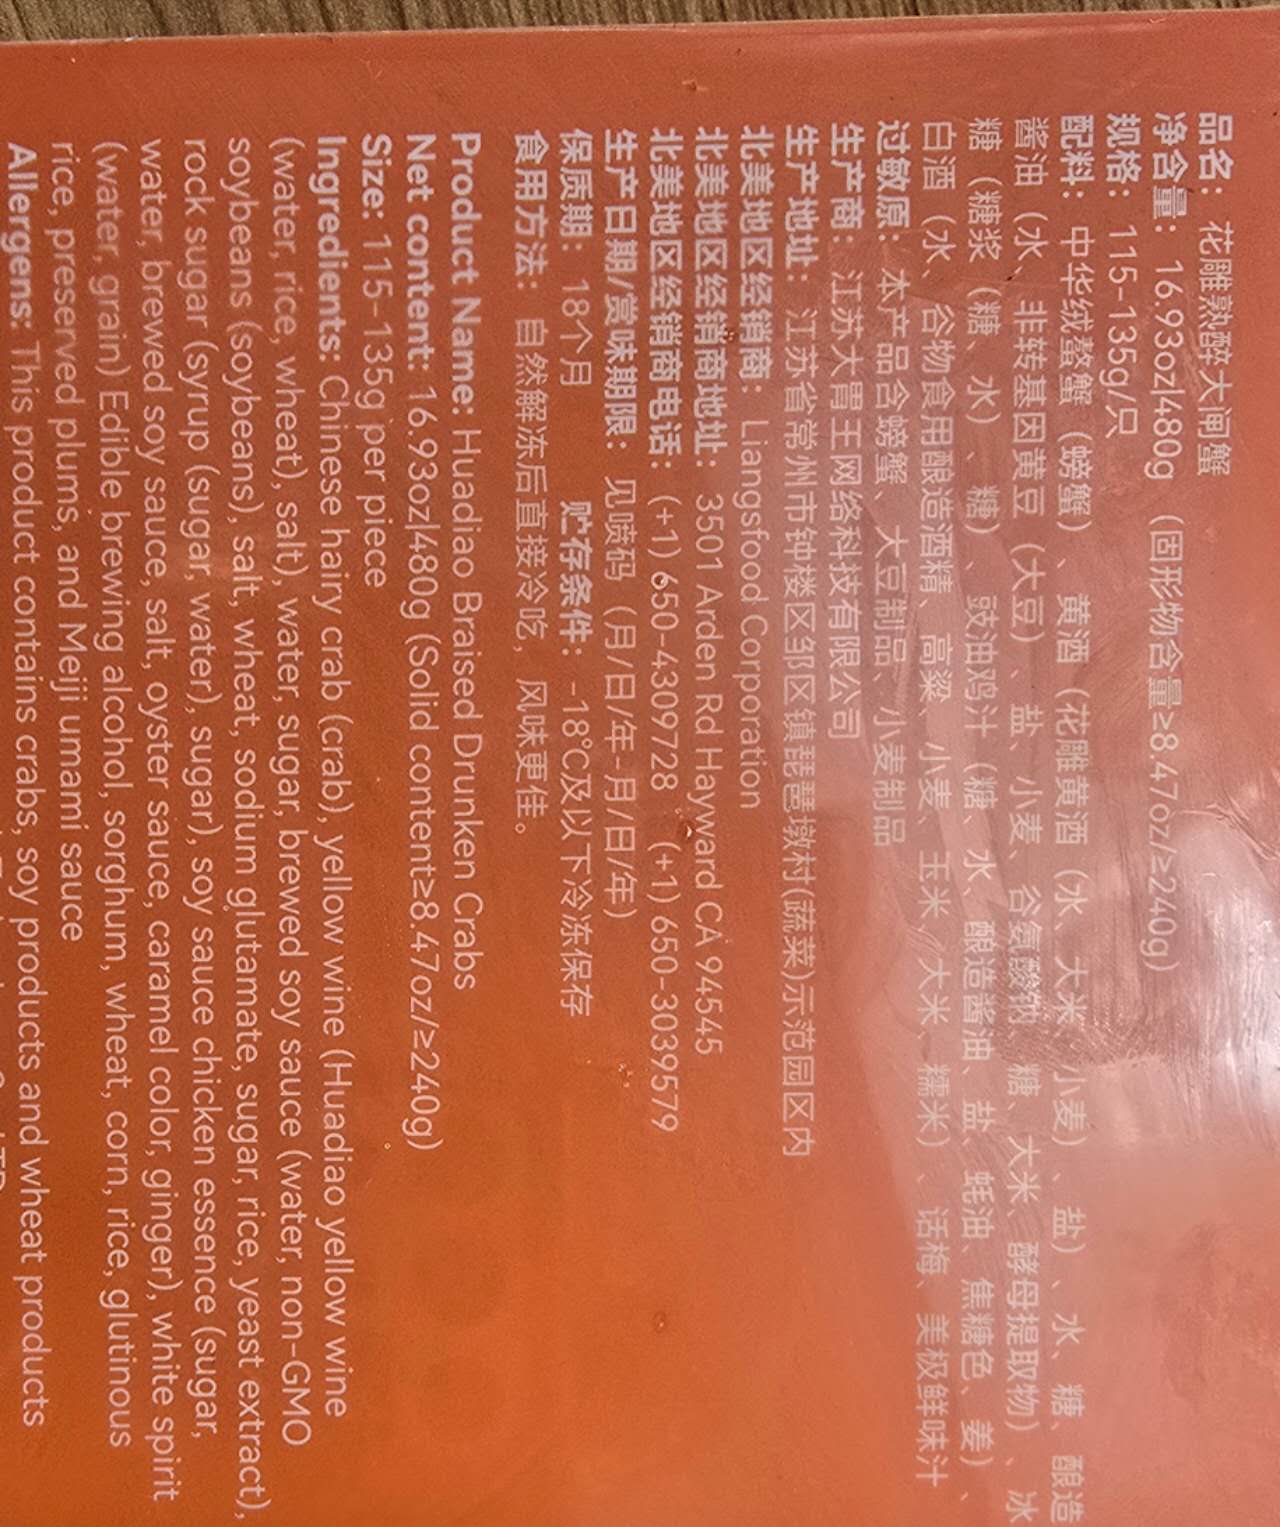 品名： 花雕熟醉大闸蟹
净含量： 16.93oz|480g （固形物含量≥8.47oz/≥240g）
规格： 115-135g/只
配料： 中华绒螯蟹（螃蟹）、黄酒（花雕黄酒（水、大米、小麦）、盐）、水、糖、酿造
酱油（水、非转基因黄豆（大豆）、盐、小麦、谷氨酸钠、糖、大米、酵母提取物）、冰
糖（糖浆（糖、水）、糖）、豉油鸡汁（糖、水、酿造酱油、盐、蚝油、焦糖色、姜）、
白酒（水、谷物食用酿造酒精、高粱、小麦、玉米、大米、糯米）、话梅、美极鲜味汁
过敏原：本产品含螃蟹、大豆制品、小麦制品
生产商： 江苏大胃王网络科技有限公司
生产地址： 江苏省常州市钟楼区邹区镇琵琶墩村(蔬菜)示范园区内
北美地区经销商： Liangsfood Corporation
北美地区经销商地址： 3501 Arden Rd Hayward CA 94545
北美地区经销商电话：(+1) 650-4309728 (+1) 650-3039579
生产日期/赏味期限： 见喷码（月/日/年-月/日/年）
保质期： 18个月 贮存条件： -18℃及以下冷冻保存
食用方法： 自然解冻后直接冷吃，风味更佳。
Product Name: Huadiao Braised Drunken Crabs
Net content: 16.93oz|480g (Solid content≥8.47oz/≥240g)
Size: 115-135g per piece
Ingredients: Chinese hairy crab (crab), yellow wine (Huadiao yellow wine
(water, rice, wheat), salt), water, sugar, brewed soy sauce (water, non-GMO
soybeans (soybeans), salt, wheat, sodium glutamate, sugar, rice, yeast extract),
rock sugar (syrup (sugar, water), sugar), soy sauce chicken essence (sugar,
water, brewed soy sauce, salt, oyster sauce, caramel color, ginger), white spirit
(water, grain) Edible brewing alcohol, sorghum, wheat, corn, rice, glutinous
rice, preserved plums, and Meiji umami sauce
Allergens: This product contains crabs, soy products and wheat products